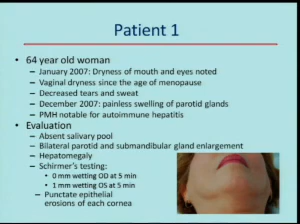 Patient 1
• 64 year old woman
– January 2007: Dryness of mouth and eyes noted
– Vaginal dryness since the age of menopause
– Decreased tears and sweat
– December 2007: painless swelling of parotid glands
– PMH notable for autoimmune hepatitis
• Evaluation
– Absent salivary pool
– Bilateral parotid and submandibular gland enlargement
– Hepatomegaly
– Schirmer's testing:
• 0 mm wetting OD at 5 min
• 1 mm wetting OS at 5 min
– Punctate epithelial
erosions of each cornea